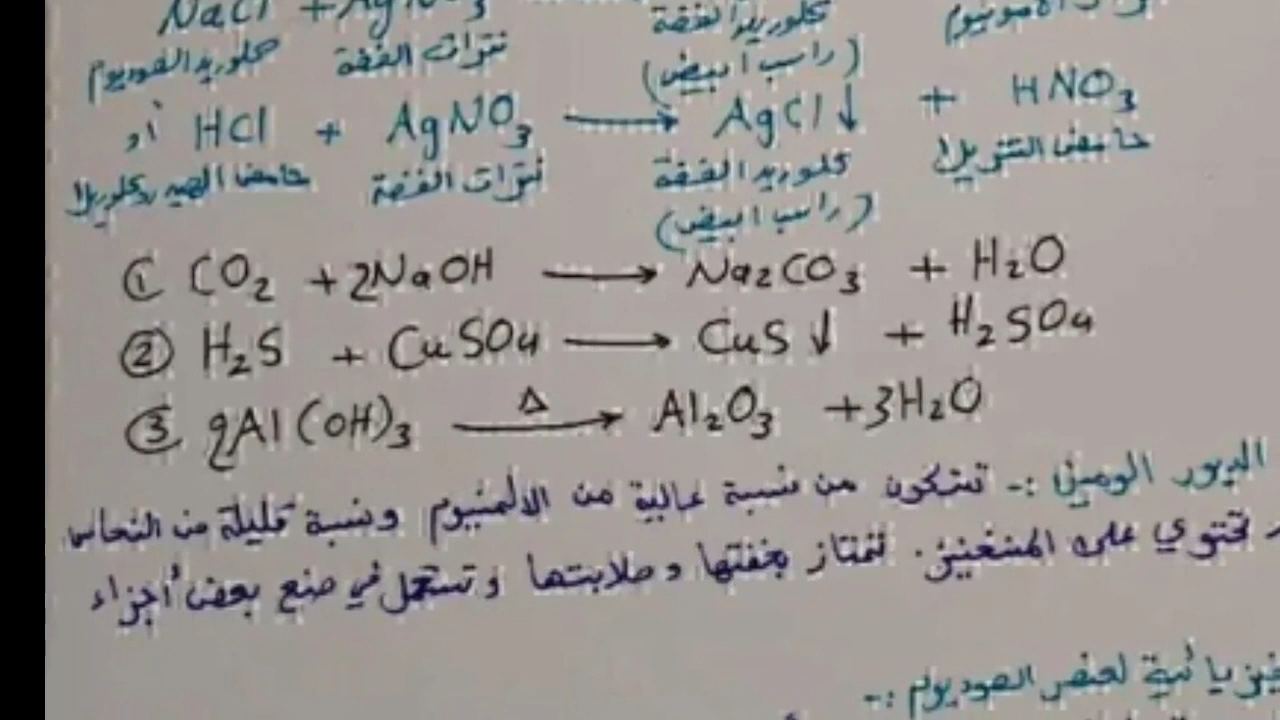 NaCl + AgNO3
كلوريد الصوديوم نترات الفضة كلوريد الفضة
(راسب ابيض)
أو HCl + AgNO₃ ⟶ AgCl↓ + HNO₃
حامض الهيدروكلوريك نترات الفضة كلوريد الفضة حامض النتريك
(راسب ابيض)
① CO₂ + 2NaOH ⟶ Na₂CO₃ + H₂O
② H₂S + CuSO₄ ⟶ CuS↓ + H₂SO₄
③ 2Al(OH)₃ —Δ→ Al₂O₃ + 3H₂O
الديور الومين :- تتكون من نسبة عالية من الالمنيوم ونسبة قليلة من النحاس
تحتوي على المنغنيز. تمتاز بخفتها وصلابتها وتستعمل في صنع بعض أجزاء
لعنصر الصوديوم :-